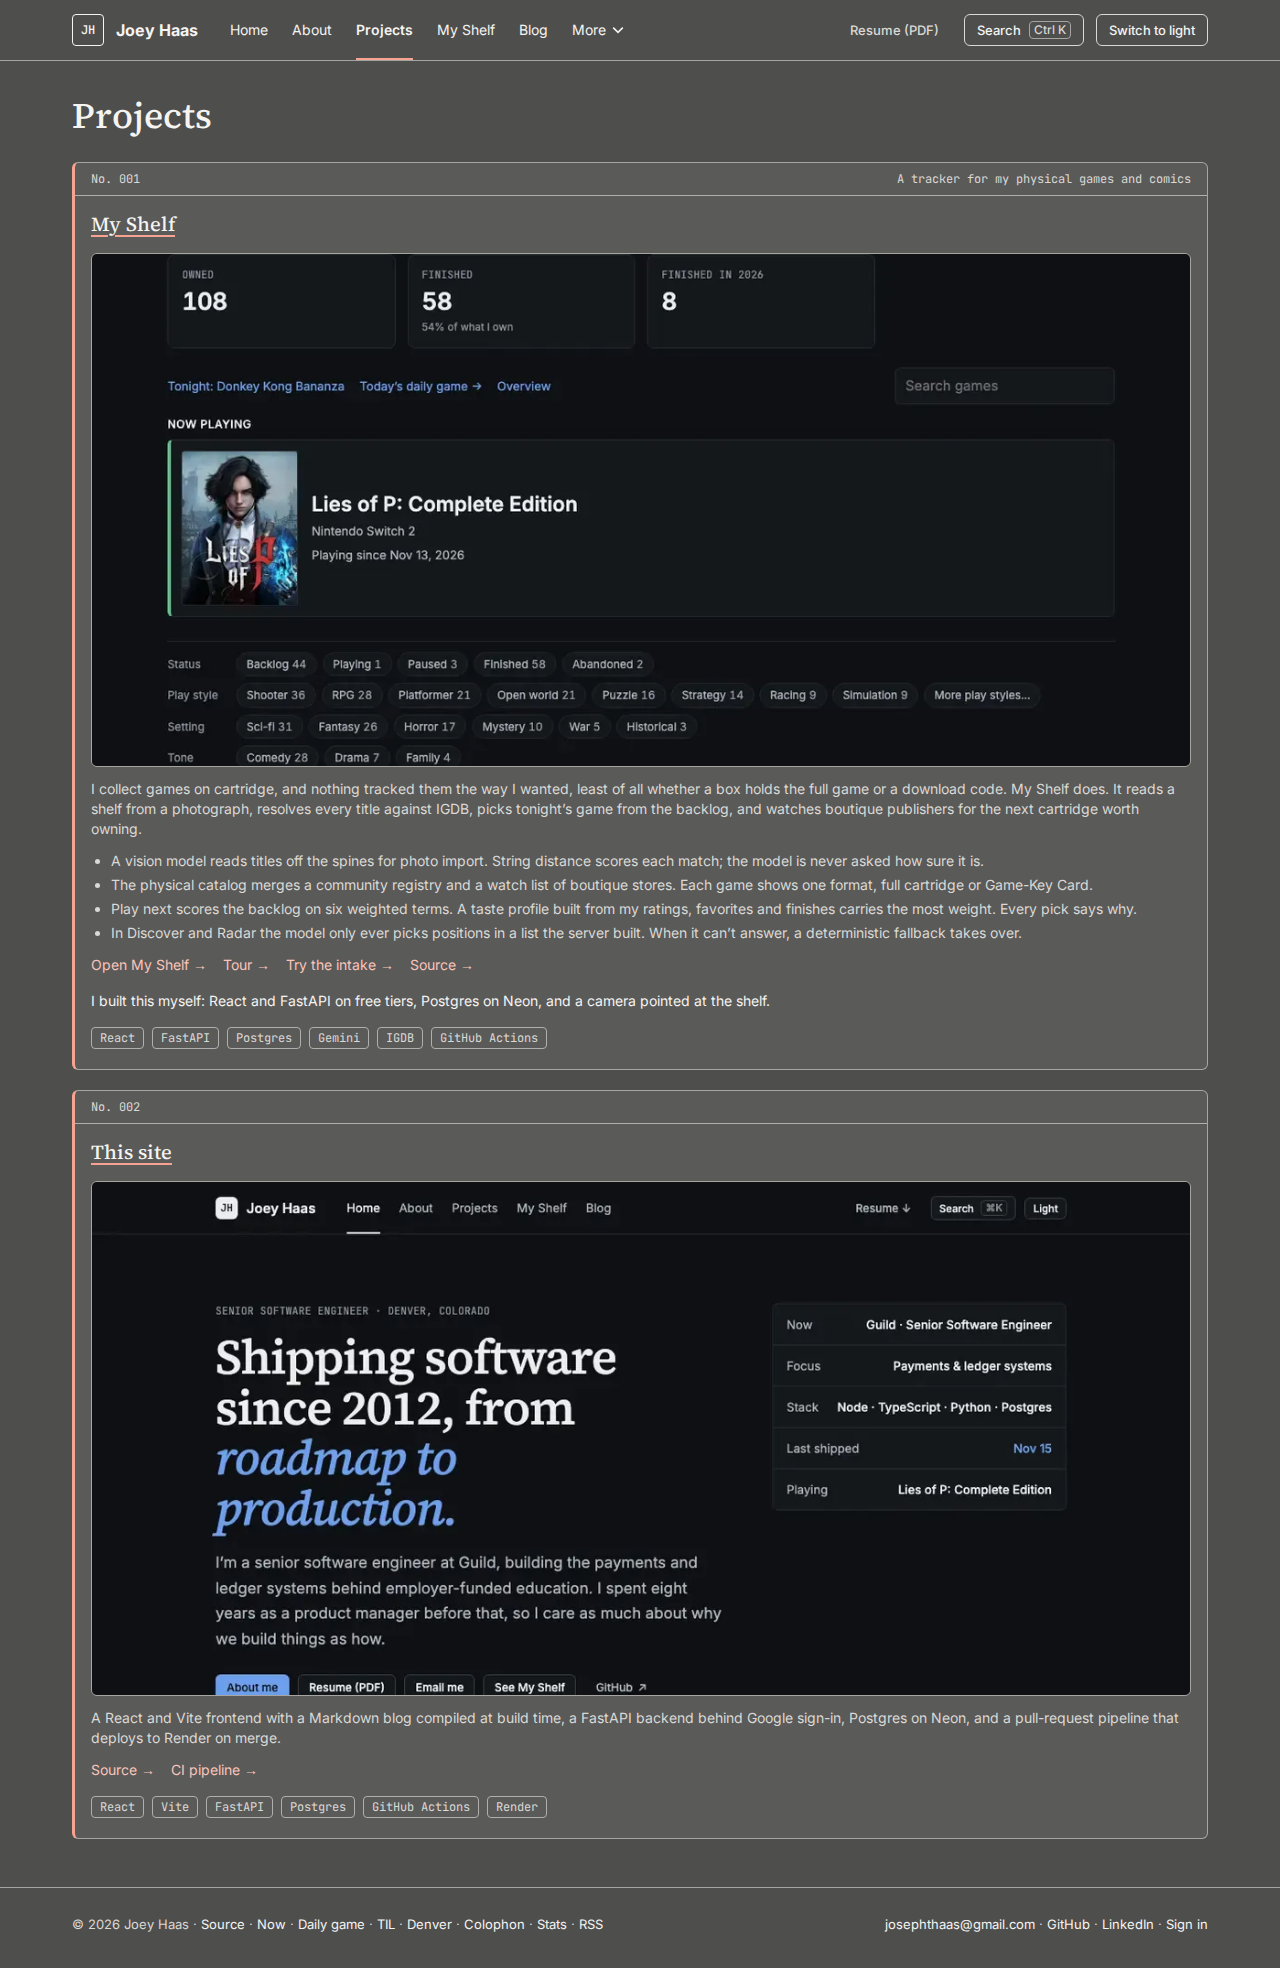 JH Joey Haas Home About Projects My Shelf Blog More Resume (PDF) Search Ctrl K Switch to light
Projects
No. 001 A tracker for my physical games and comics
My Shelf
OWNED FINISHED FINISHED IN 2026
108 58 8
54% of what I own
Tonight: Donkey Kong Bananza Today's daily game → Overview Search games
NOW PLAYING
LIES OF P
Lies of P: Complete Edition
Nintendo Switch 2
Playing since Nov 13, 2026
Status Backlog 44 Playing 1 Paused 3 Finished 58 Abandoned 2
Play style Shooter 36 RPG 28 Platformer 21 Open world 21 Puzzle 16 Strategy 14 Racing 9 Simulation 9 More play styles...
Setting Sci-fi 31 Fantasy 26 Horror 17 Mystery 10 War 5 Historical 3
Tone Comedy 28 Drama 7 Family 4
I collect games on cartridge, and nothing tracked them the way I wanted, least of all whether a box holds the full game or a download code. My Shelf does. It reads a
shelf from a photograph, resolves every title against IGDB, picks tonight's game from the backlog, and watches boutique publishers for the next cartridge worth
owning.
• A vision model reads titles off the spines for photo import. String distance scores each match; the model is never asked how sure it is.
• The physical catalog merges a community registry and a watch list of boutique stores. Each game shows one format, full cartridge or Game-Key Card.
• Play next scores the backlog on six weighted terms. A taste profile built from my ratings, favorites and finishes carries the most weight. Every pick says why.
• In Discover and Radar the model only ever picks positions in a list the server built. When it can't answer, a deterministic fallback takes over.
Open My Shelf → Tour → Try the intake → Source →
I built this myself: React and FastAPI on free tiers, Postgres on Neon, and a camera pointed at the shelf.
React FastAPI Postgres Gemini IGDB GitHub Actions
No. 002
This site
JH Joey Haas Home About Projects My Shelf Blog Resume ↓ Search ⌘K Light
SENIOR SOFTWARE ENGINEER · DENVER, COLORADO
Shipping software
since 2012, from
roadmap to
production.
Now Guild · Senior Software Engineer
Focus Payments & ledger systems
Stack Node · TypeScript · Python · Postgres
Last shipped Nov 15
Playing Lies of P: Complete Edition
I'm a senior software engineer at Guild, building the payments and
ledger systems behind employer-funded education. I spent eight
years as a product manager before that, so I care as much about why
we build things as how.
About me Resume (PDF) Email me See My Shelf GitHub ↗
A React and Vite frontend with a Markdown blog compiled at build time, a FastAPI backend behind Google sign-in, Postgres on Neon, and a pull-request pipeline that
deploys to Render on merge.
Source → CI pipeline →
React Vite FastAPI Postgres GitHub Actions Render
© 2026 Joey Haas · Source · Now · Daily game · TIL · Denver · Colophon · Stats · RSS josephthaas@gmail.com · GitHub · LinkedIn · Sign in